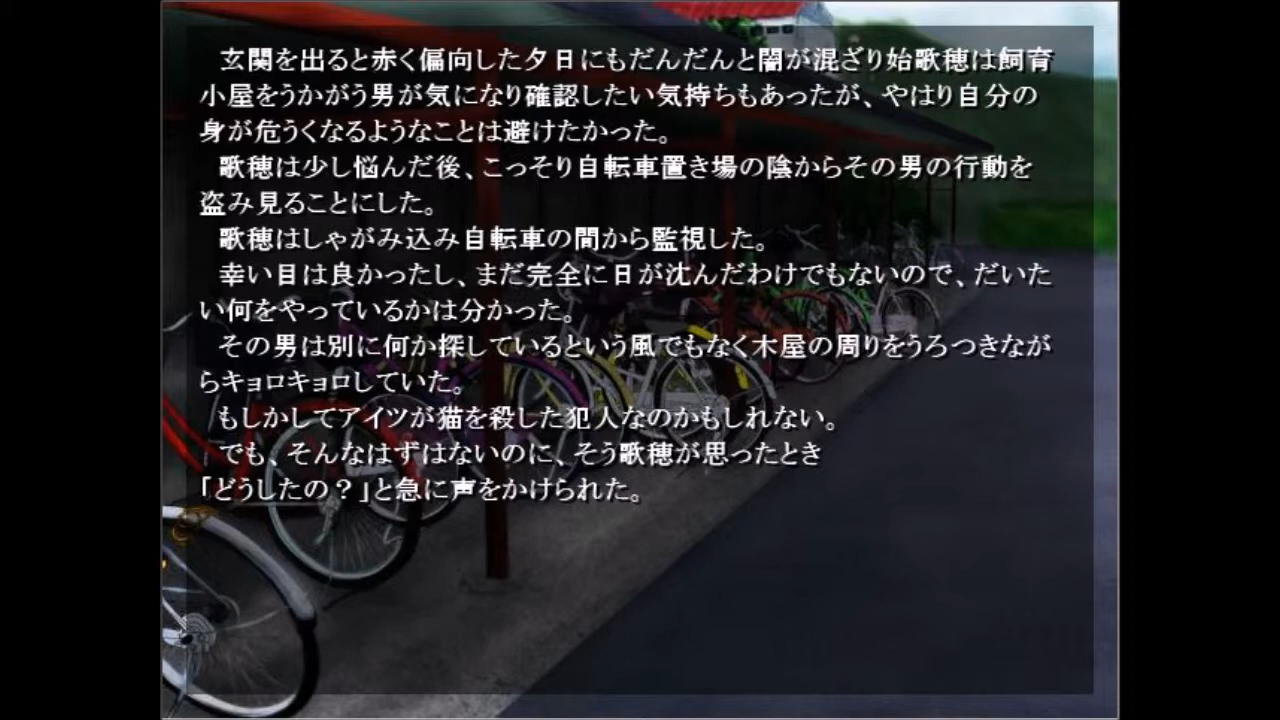 玄関を出ると赤く偏向した夕日にもだんだんと闇が混ざり始歌穂は飼育
小屋をうかがう男が気になり確認したい気持ちもあったが、やはり自分の
身が危うくなるようなことは避けたかった。
歌穂は少し悩んだ後、こっそり自転車置き場の陰からその男の行動を
盗み見ることにした。
歌穂はしゃがみ込み自転車の間から監視した。
幸い目は良かったし、まだ完全に日が沈んだわけでもないので、だいた
い何をやっているかは分かった。
その男は別に何か探しているという風でもなく木屋の周りをうろつきなが
らキョロキョロしていた。
もしかしてアイツが猫を殺した犯人なのかもしれない。
でも、そんなはずはないのに、そう歌穂が思ったとき
「どうしたの？」と急に声をかけられた。